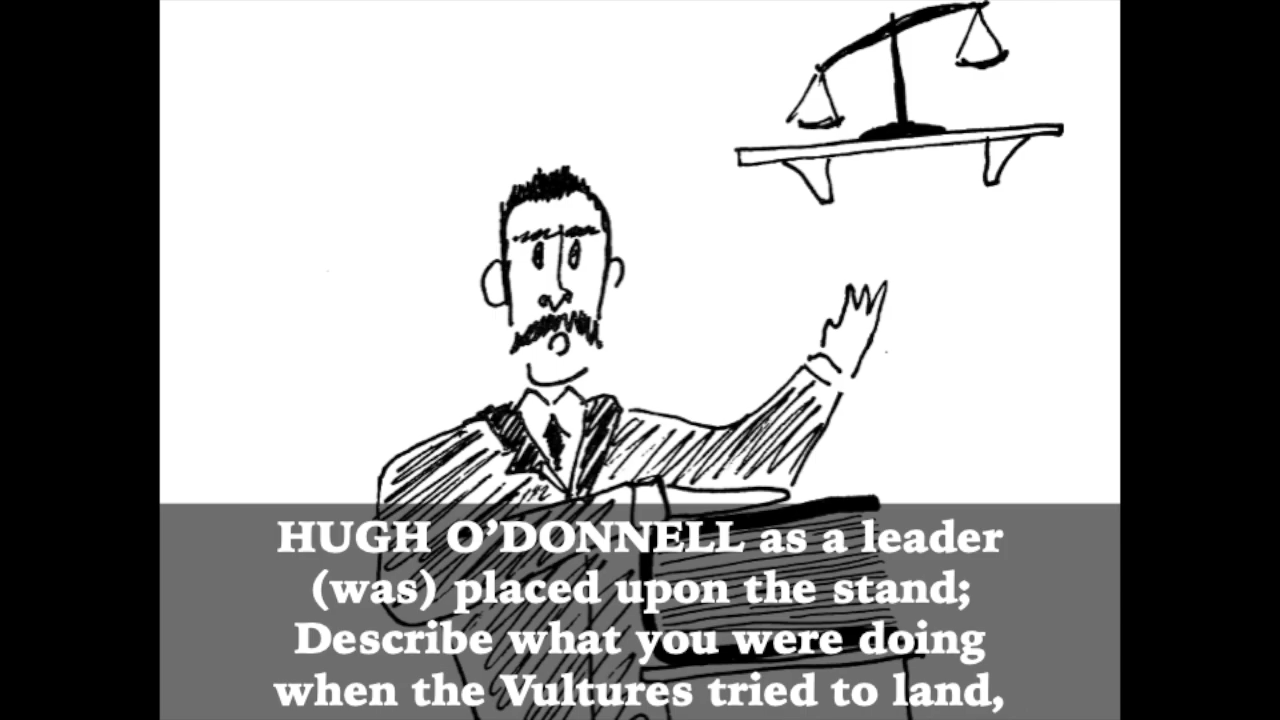 HUGH O’DONNELL as a leader
(was) placed upon the stand;
Describe what you were doing
when the Vultures tried to land,